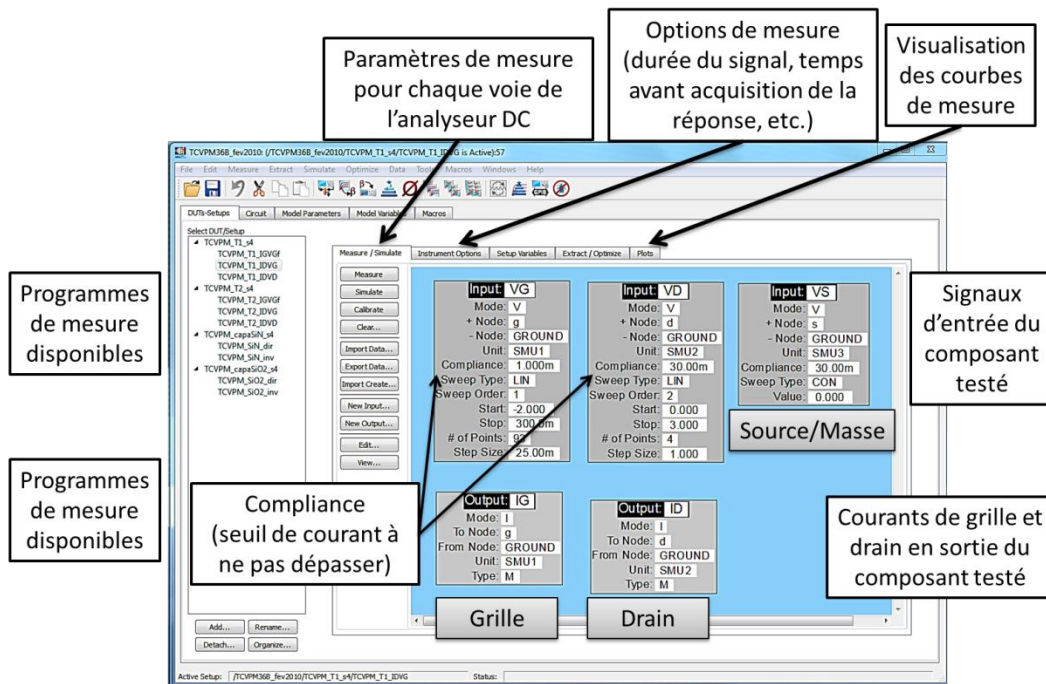 Paramètres de mesure
pour chaque voie de
l'analyseur DC
Options de mesure
(durée du signal, temps
avant acquisition de la
réponse, etc.)
Visualisation
des courbes
de mesure
TCVPM36B_fev2010: (/TCVPM36B_fev2010/TCVPM_T1_s4/TCVPM_T1_IDVG is Active):57
File Edit Measure Extract Simulate Optimize Data Tools Macros Windows Help
DUTs-Setups Circuit Model Parameters Model Variables Macros
Select DUT/Setup
TCVPM_T1_s4
TCVPM_T1_IGVGf
TCVPM_T1_IDVG
TCVPM_T1_IDVD
TCVPM_T2_s4
TCVPM_T2_IGVGf
TCVPM_T2_IDVG
TCVPM_T2_IDVD
TCVPM_capaSiN_s4
TCVPM_SiN_dir
TCVPM_SiN_inv
TCVPM_capaSiO2_s4
TCVPM_SiO2_dir
TCVPM_SiO2_inv
Add... Rename...
Detach... Organize...
Programmes
de mesure
disponibles
Programmes
de mesure
disponibles
Measure / Simulate Instrument Options Setup Variables Extract / Optimize Plots
Measure
Simulate
Calibrate
Clear...
Import Data...
Export Data...
Import Create...
New Input...
New Output...
Edit...
View...
Input: VG
Mode: V
+ Node: g
- Node: GROUND
Unit: SMU1
Compliance: 1.000m
Sweep Type: LIN
Sweep Order: 1
Start: -2.000
Stop: 300.0m
# of Points: 93
Step Size: 25.00m
Input: VD
Mode: V
+ Node: d
- Node: GROUND
Unit: SMU2
Compliance: 30.00m
Sweep Type: LIN
Sweep Order: 2
Start: 0.000
Stop: 3.000
# of Points: 4
Step Size: 1.000
Input: VS
Mode: V
+ Node: s
- Node: GROUND
Unit: SMU3
Compliance: 30.00m
Sweep Type: CON
Value: 0.000
Source/Masse
Signaux
d'entrée du
composant
testé
Compliance
(seuil de courant à
ne pas dépasser)
Output: IG
Mode: I
To Node: g
From Node: GROUND
Unit: SMU1
Type: M
Grille
Output: ID
Mode: I
To Node: d
From Node: GROUND
Unit: SMU2
Type: M
Drain
Courants de grille et
drain en sortie du
composant testé
Active Setup: /TCVPM36B_fev2010/TCVPM_T1_s4/TCVPM_T1_IDVG Status: